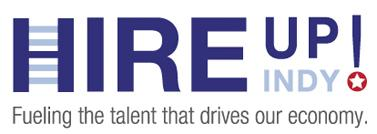 HIRE UP!
INDY
Fueling the talent that drives our economy.